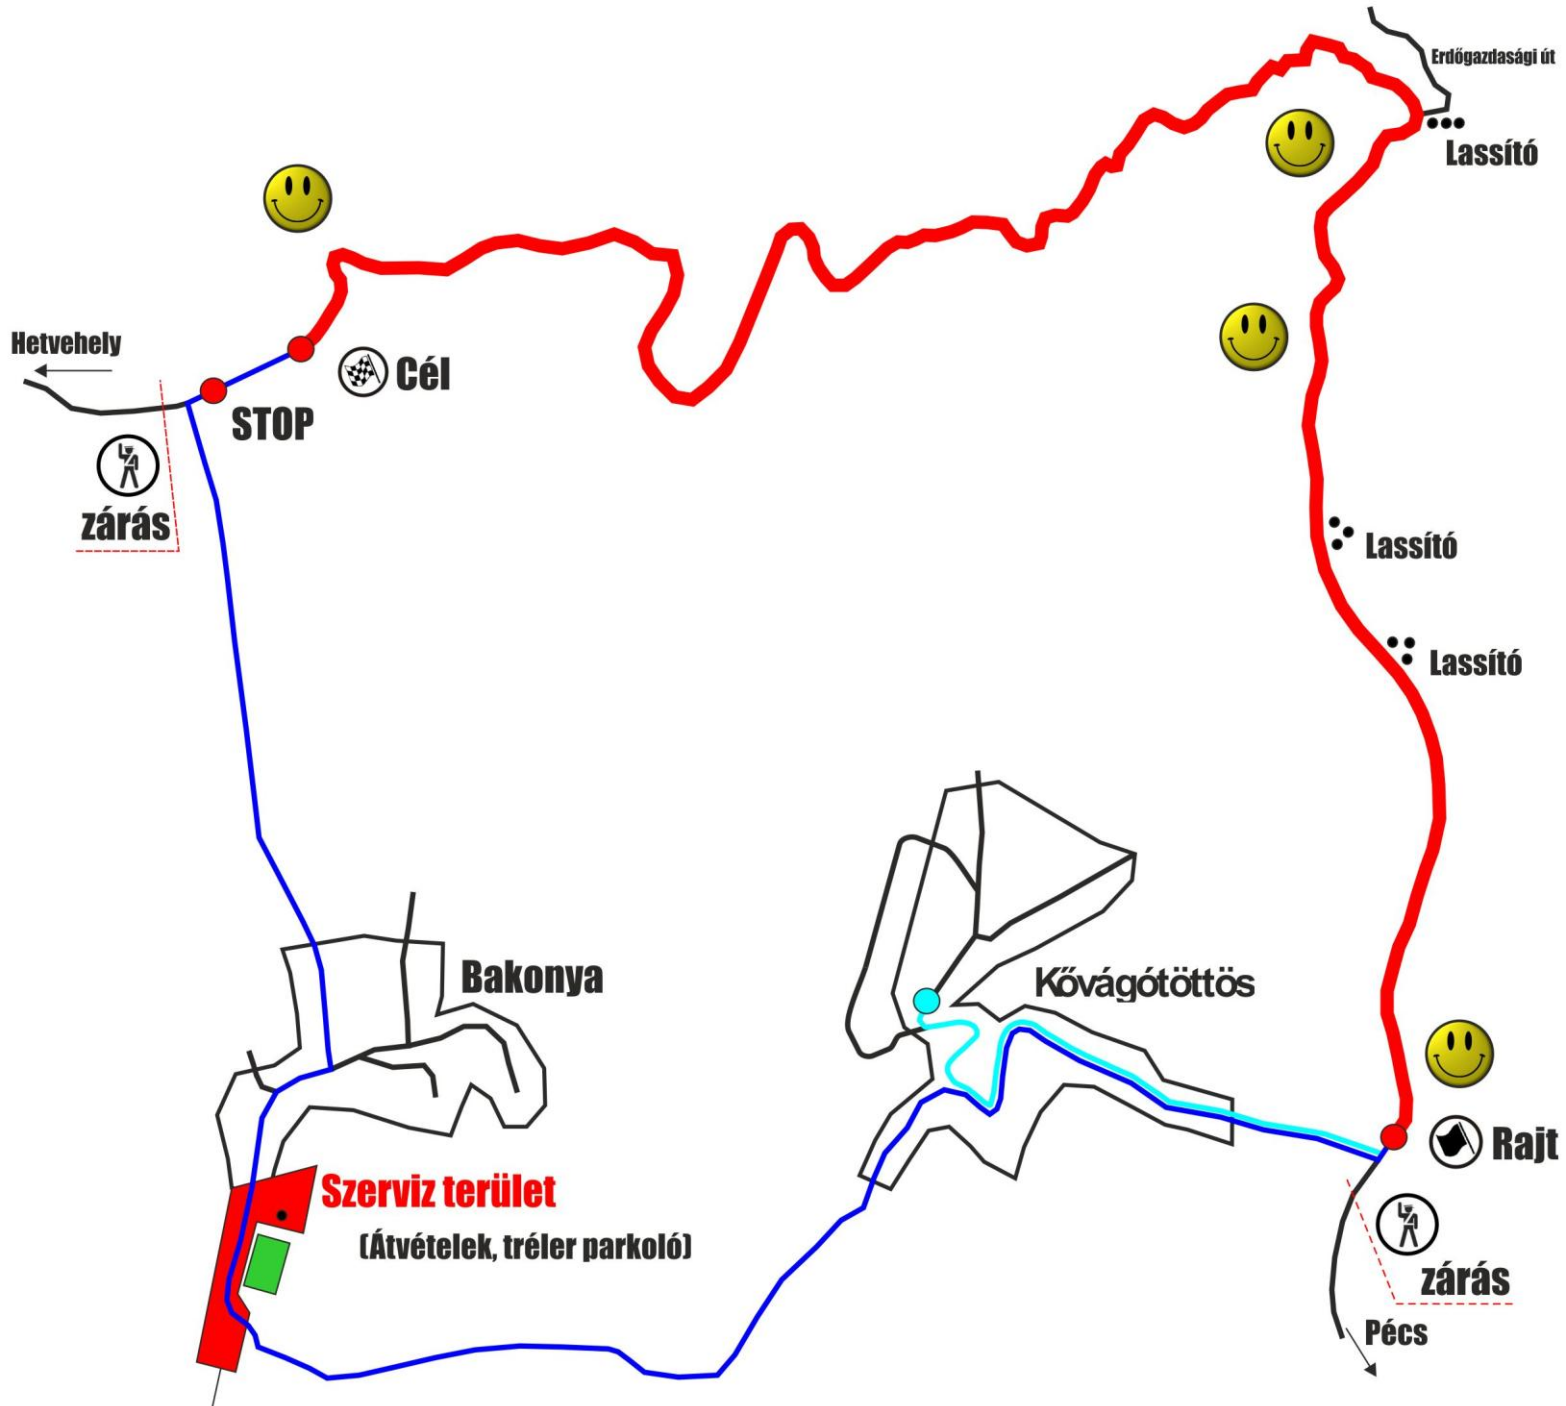 Erdőgazdasági út
Lassító
Hetvehely
Cél
STOP
zárás
Lassító
Lassító
Bakonya
Kővágótöttös
Rajt
Szerviz terület
(Átvételek, tréler parkoló)
zárás
Pécs